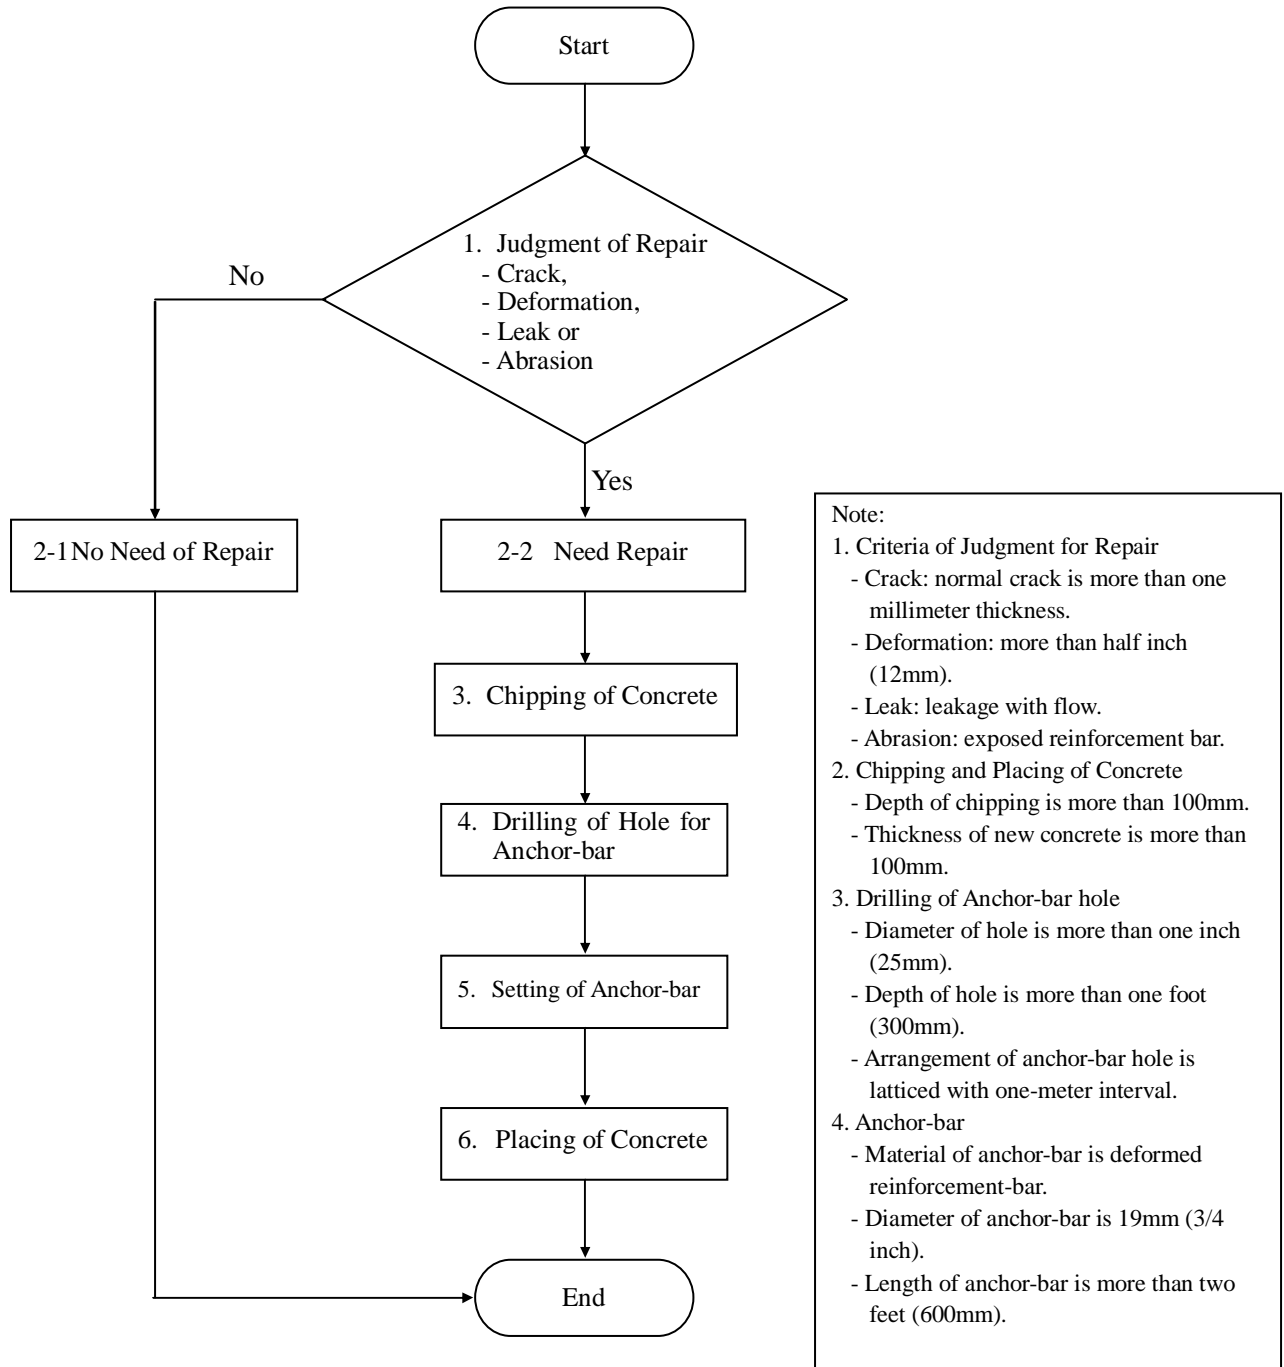 Start
1. Judgment of Repair
- Crack,
- Deformation,
- Leak or
- Abrasion
No
Yes
2-1No Need of Repair
2-2 Need Repair
3. Chipping of Concrete
4. Drilling of Hole for
Anchor-bar
5. Setting of Anchor-bar
6. Placing of Concrete
End
Note:
1. Criteria of Judgment for Repair
- Crack: normal crack is more than one
millimeter thickness.
- Deformation: more than half inch
(12mm).
- Leak: leakage with flow.
- Abrasion: exposed reinforcement bar.
2. Chipping and Placing of Concrete
- Depth of chipping is more than 100mm.
- Thickness of new concrete is more than
100mm.
3. Drilling of Anchor-bar hole
- Diameter of hole is more than one inch
(25mm).
- Depth of hole is more than one foot
(300mm).
- Arrangement of anchor-bar hole is
latticed with one-meter interval.
4. Anchor-bar
- Material of anchor-bar is deformed
reinforcement-bar.
- Diameter of anchor-bar is 19mm (3/4
inch).
- Length of anchor-bar is more than two
feet (600mm).